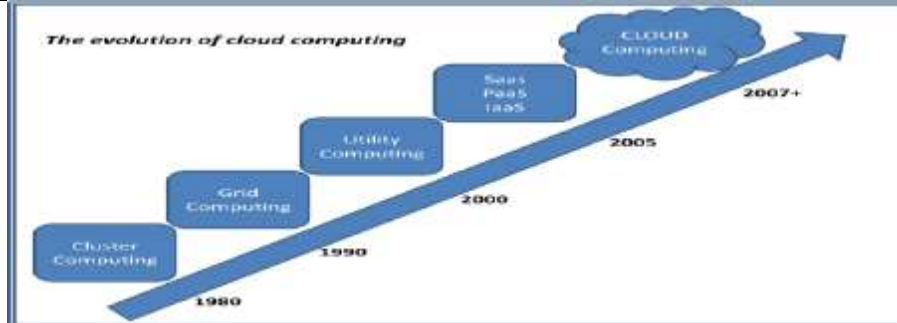 The evolution of cloud computing
CLOUD
Computing
SaaS
PaaS
IaaS
2007+
Utility
Computing
2005
Grid
Computing
2000
Cluster
Computing
1990
1980